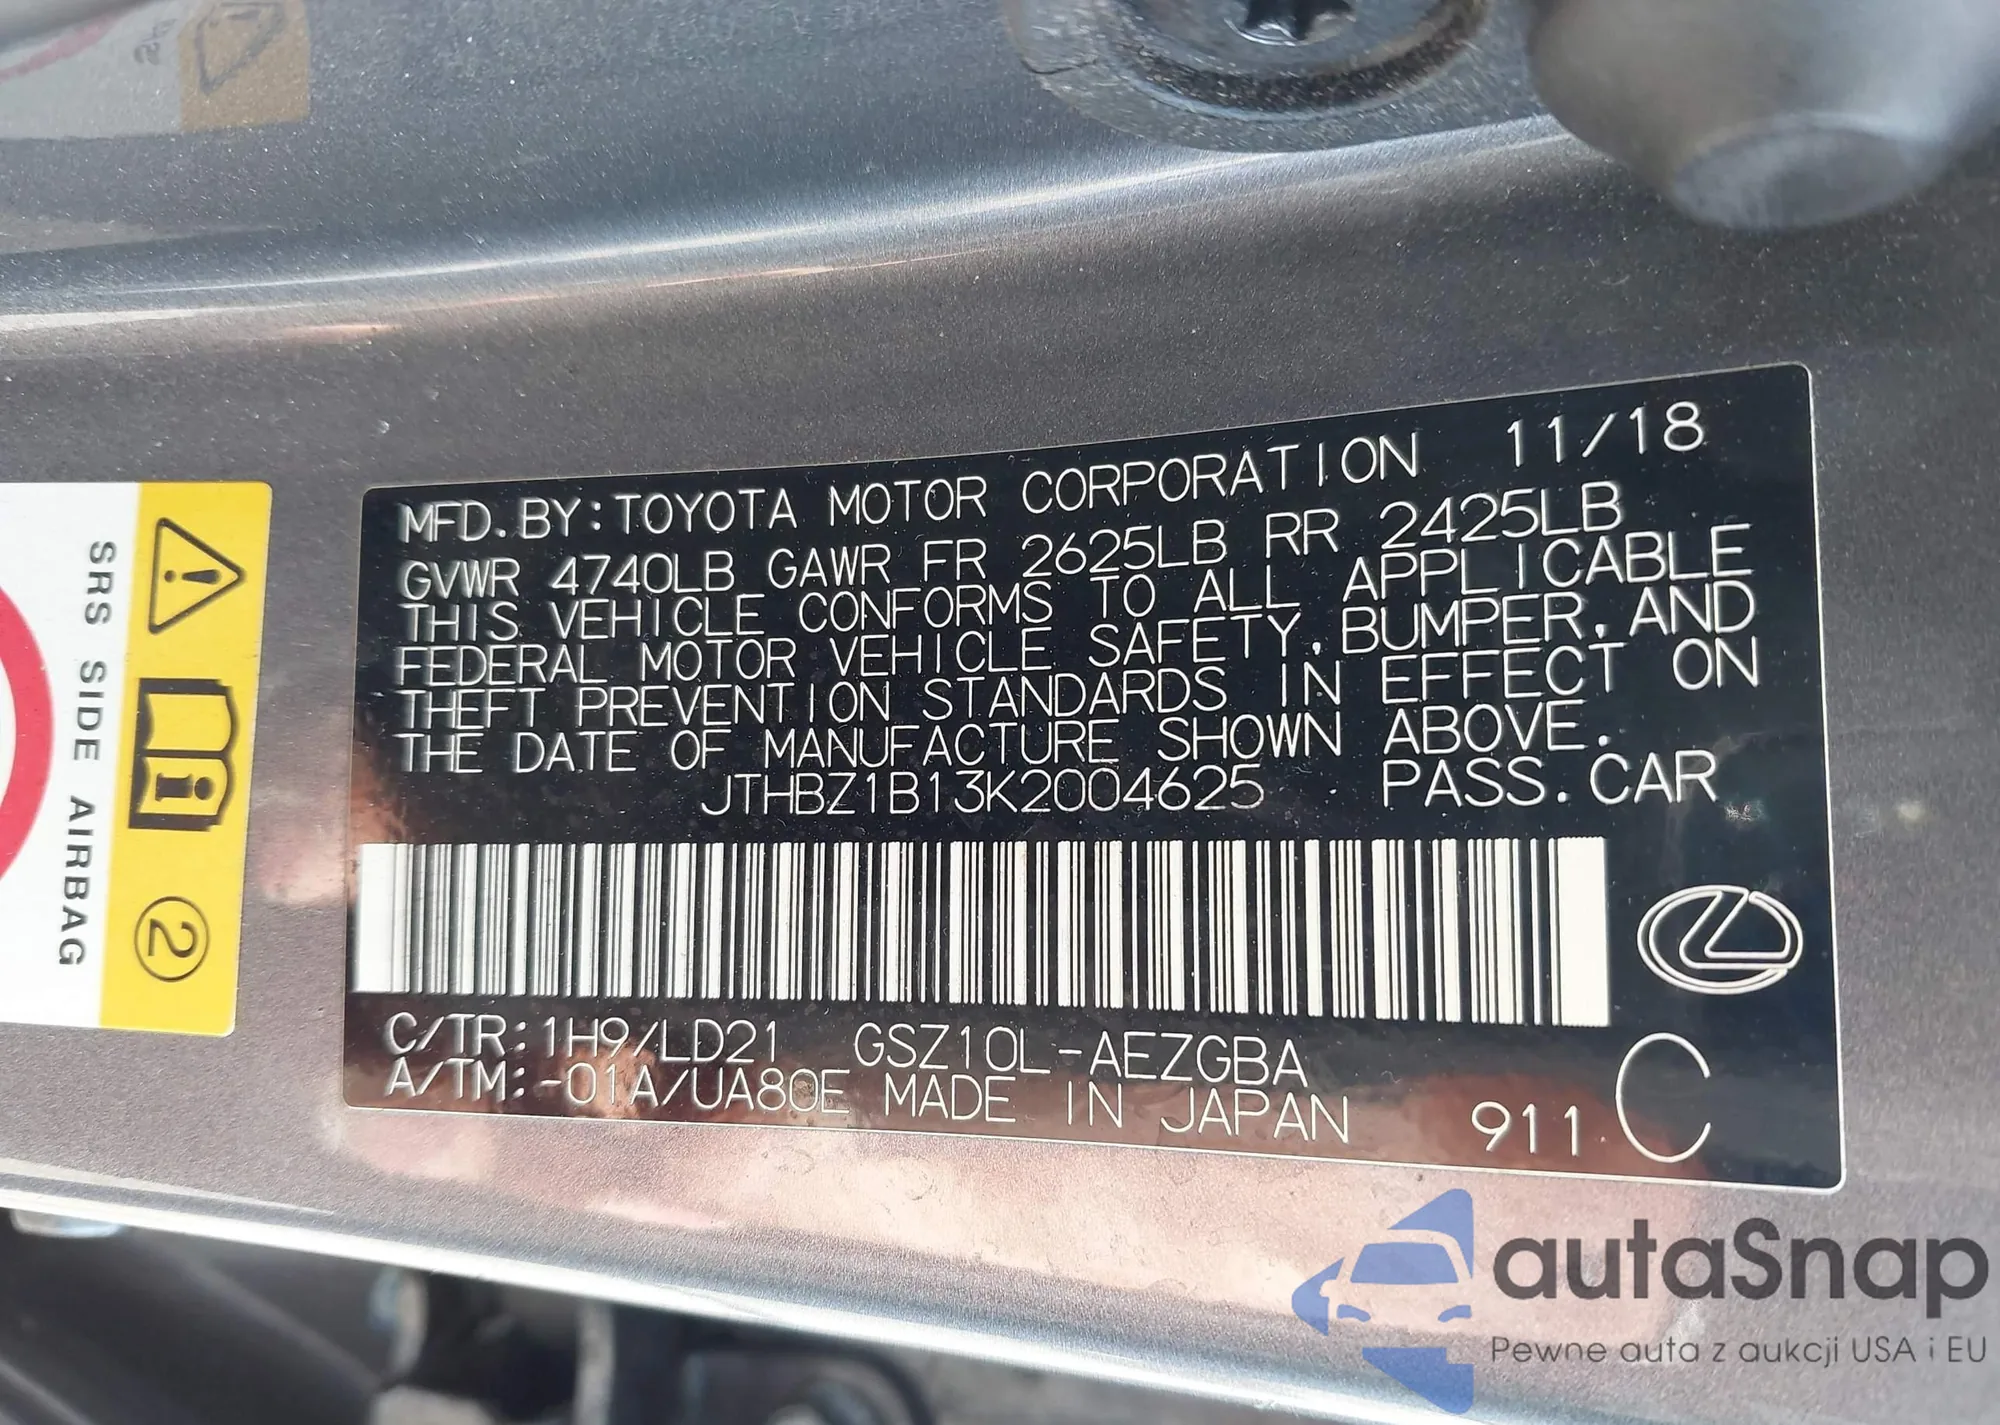 MFD.BY:TOYOTA MOTOR CORPORATION 11/18
GVWR 4740LB GAWR FR 2625LB RR 2425LB
THIS VEHICLE CONFORMS TO ALL APPLICABLE
FEDERAL MOTOR VEHICLE SAFETY,BUMPER,AND
THEFT PREVENTION STANDARDS IN EFFECT ON
THE DATE OF MANUFACTURE SHOWN ABOVE.
JTHBZ1B13K2004625 PASS.CAR
C/TR:1H9/LD21 GSZ10L-AEZGBA
A/TM:-01A/UA80E MADE IN JAPAN 911 C
SRS SIDE AIRBAG
2
autaSnap
Pewne auta z aukcji USA i EU